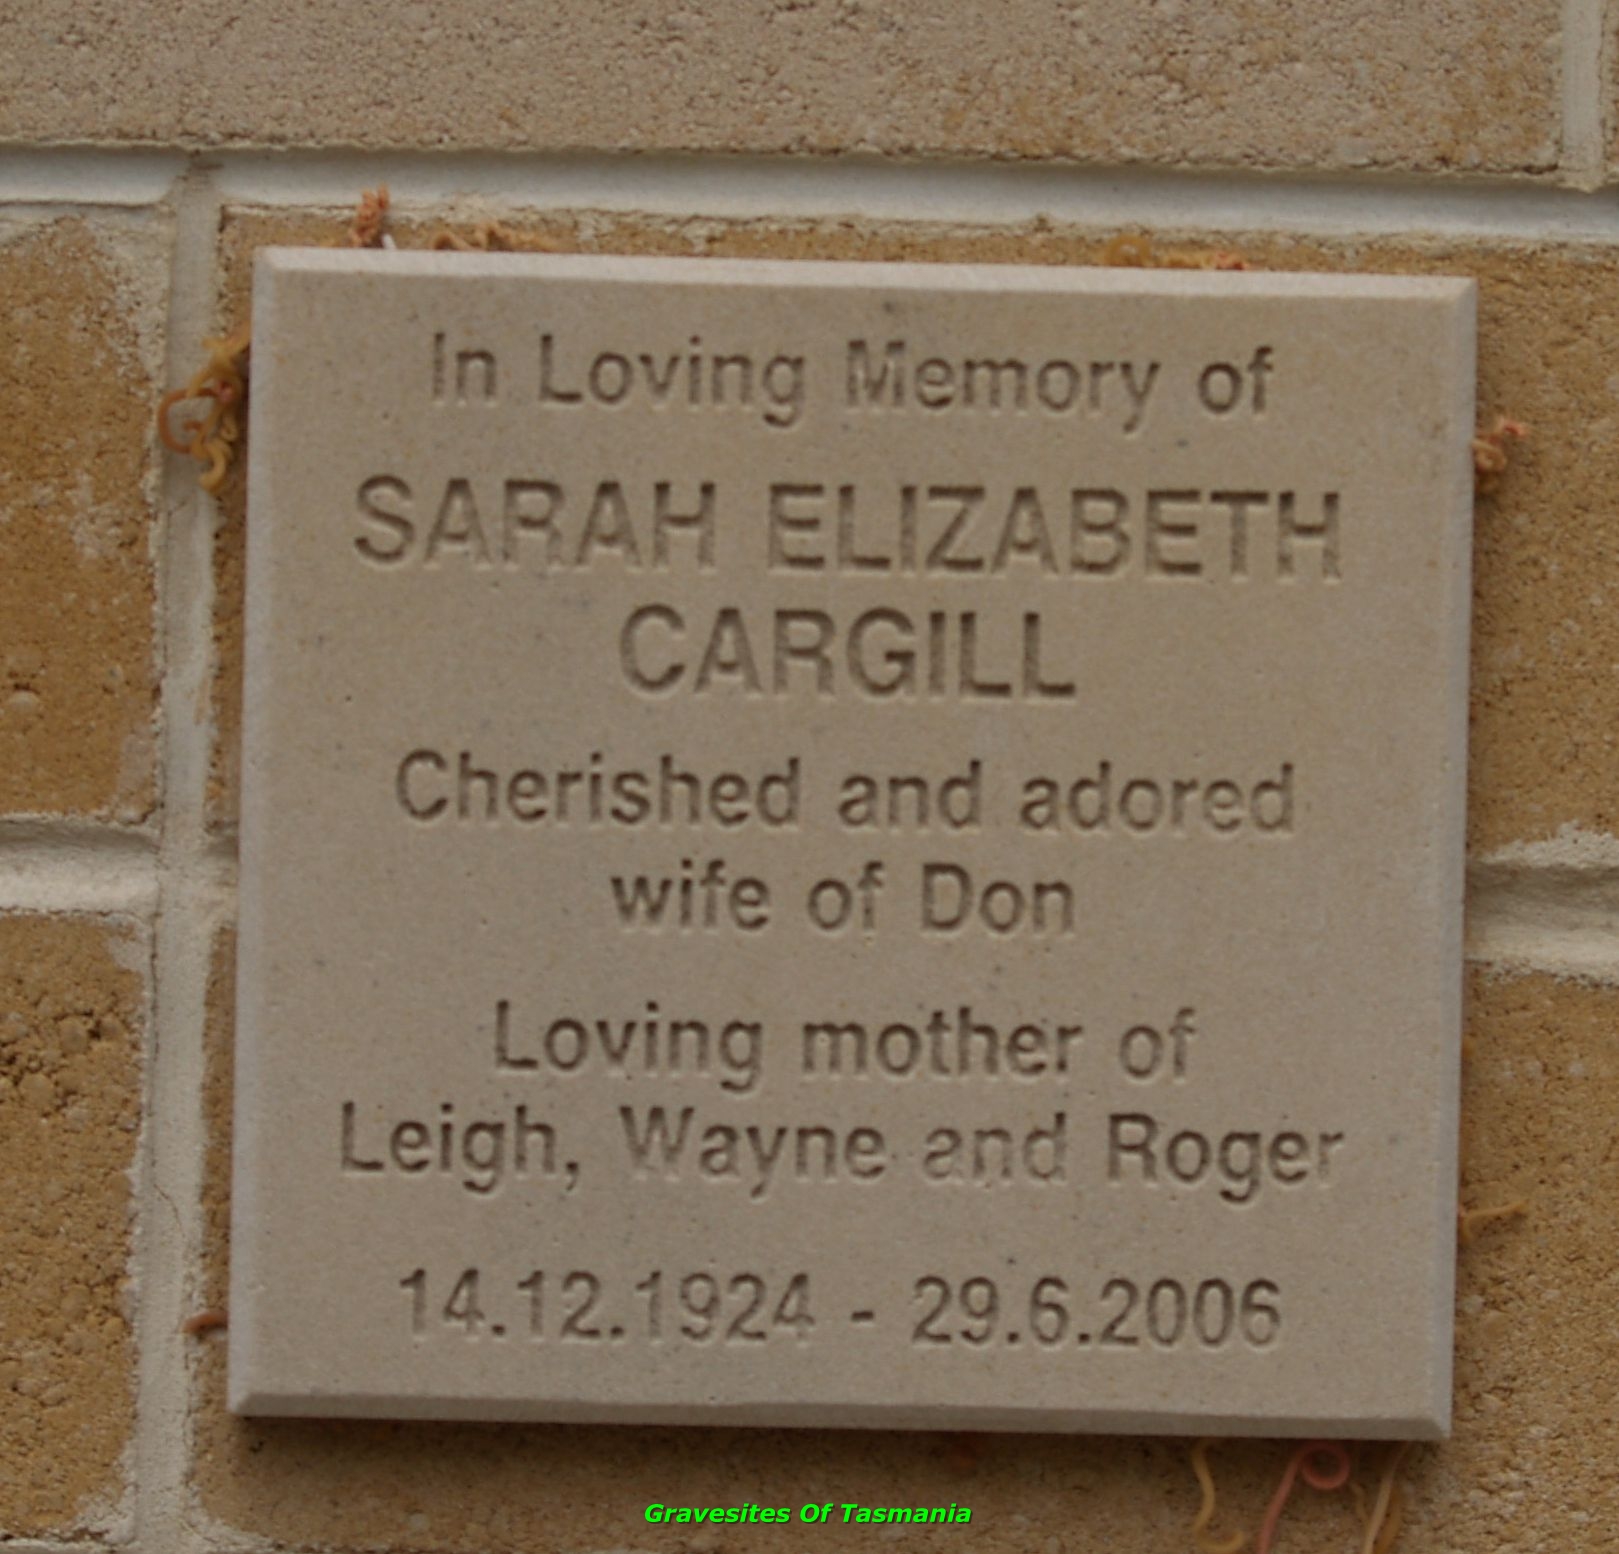 In Loving Memory of
SARAH ELIZABETH
CARGILL
Cherished and adored
wife of Don
Loving mother of
Leigh, Wayne and Roger
14.12.1924 - 29.6.2006
Gravesites Of Tasmania